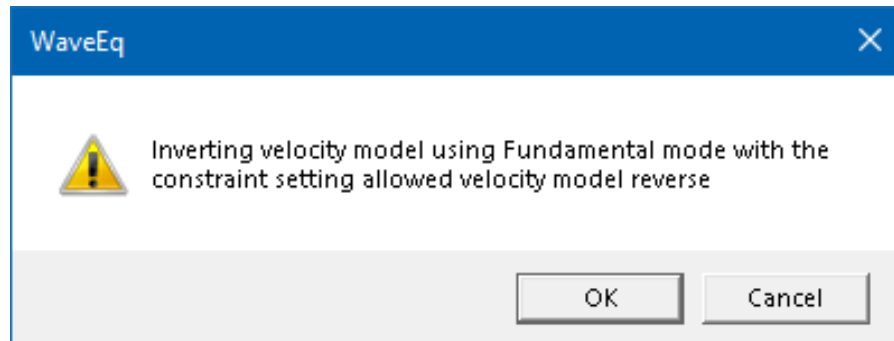 WaveEq
Inverting velocity model using Fundamental mode with the
constraint setting allowed velocity model reverse
OK
Cancel